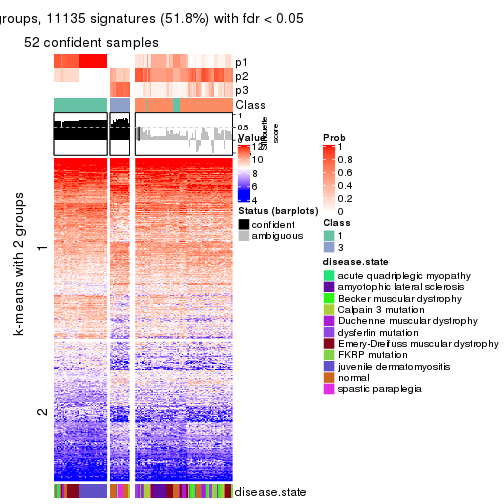 groups, 11135 signatures (51.8%) with fdr < 0.05
52 confident samples
p1
p2
p3
Class
1
0.5
0
Silhouette
score
k-means with 2 groups
1
2
disease.state
Value
12
10
8
6
4
Status (barplots)
confident
ambiguous
Prob
1
0.8
0.6
0.4
0.2
0
Class
1
3
disease.state
acute quadriplegic myopathy
amyotophic lateral sclerosis
Becker muscular dystrophy
Calpain 3 mutation
Duchenne muscular dystrophy
dysferlin mutation
Emery-Dreifuss muscular dystrophy
FKRP mutation
juvenile dermatomyositis
normal
spastic paraplegia